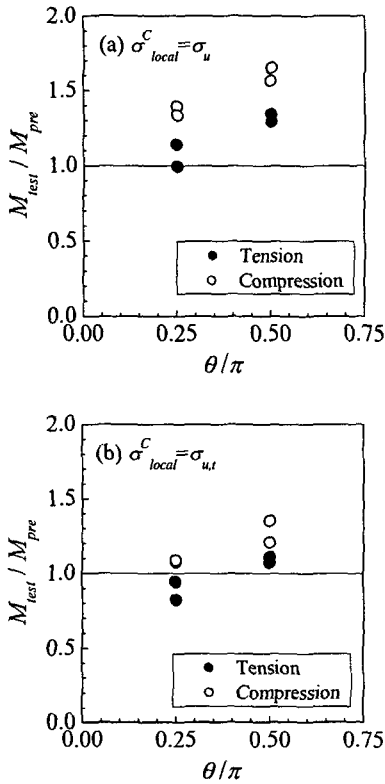 (a) σ^C_local=σ_u
M_test / M_pre
2.0
1.5
1.0
0.5
0.0
Tension
Compression
0.00 0.25 0.50 0.75
θ/π
(b) σ^C_local=σ_u,t
M_test / M_pre
2.0
1.5
1.0
0.5
0.0
Tension
Compression
0.00 0.25 0.50 0.75
θ/π